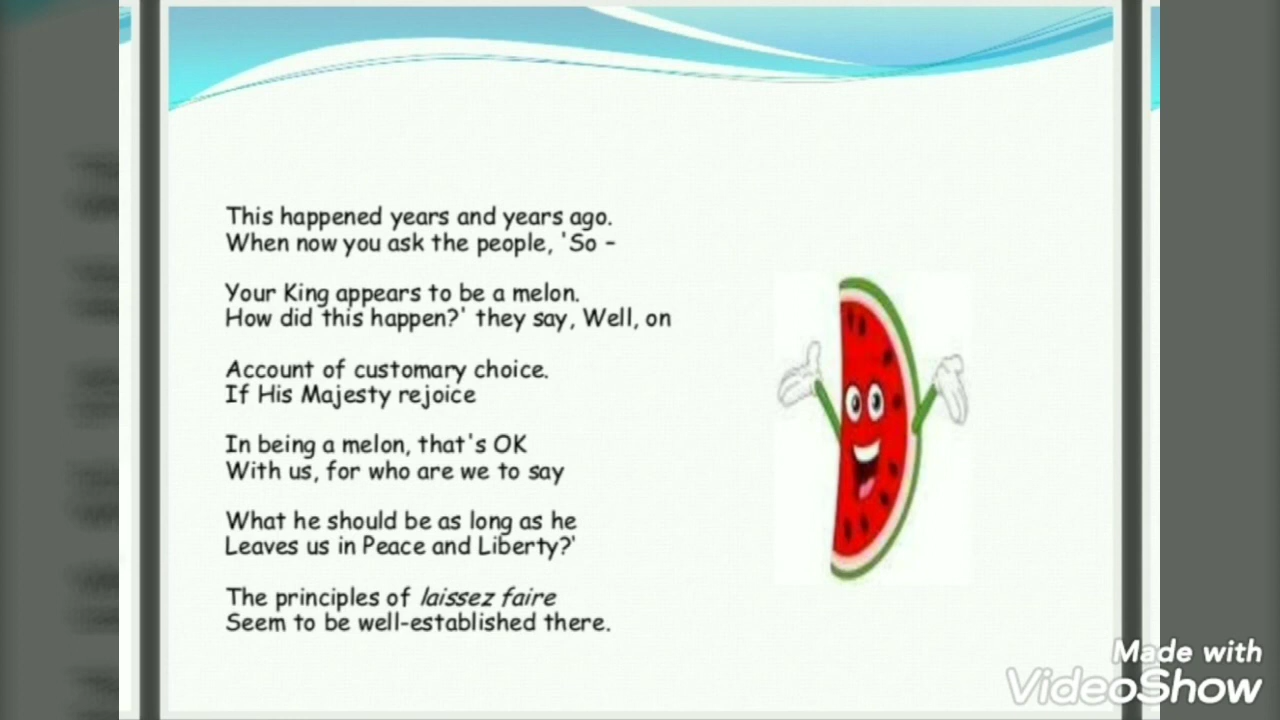 This happened years and years ago.
When now you ask the people, 'So –
Your King appears to be a melon.
How did this happen?' they say, Well, on
Account of customary choice.
If His Majesty rejoice
In being a melon, that's OK
With us, for who are we to say
What he should be as long as he
Leaves us in Peace and Liberty?'
The principles of laissez faire
Seem to be well-established there.
Made with
VideoShow